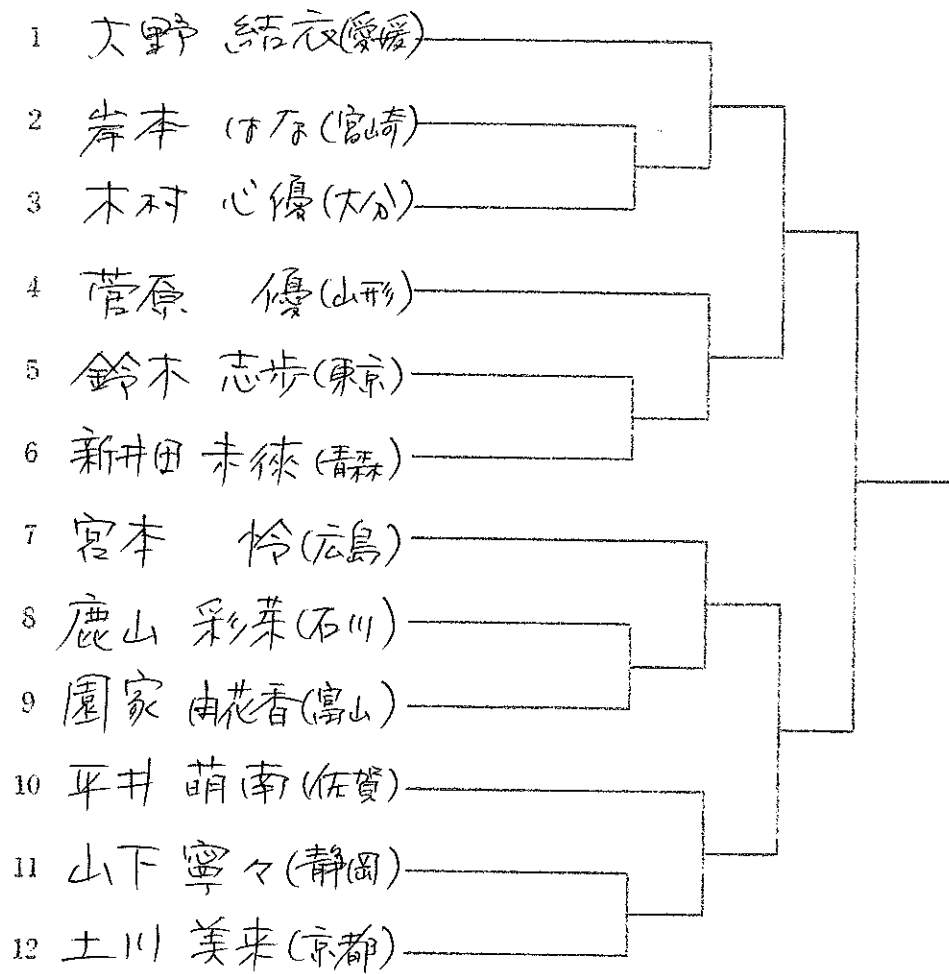 1 大野 結衣(愛媛)
2 岸本 はな(宮崎)
3 木村 心優(大分)
4 菅原 優(山形)
5 鈴木 志歩(東京)
6 新井田 未徠(青森)
7 宮本 怜(広島)
8 鹿山 彩葉(石川)
9 園家 由花香(富山)
10 平井 萌南(佐賀)
11 山下 寧々(静岡)
12 土川 美来(京都)